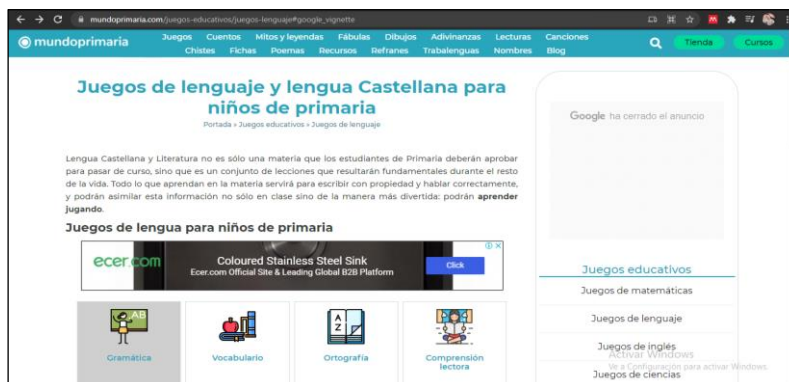 mundoprimaria.com/juegos-educativos/juegos-lenguaje#google_vignette
mundoprimaria
Juegos Cuentos Mitos y leyendas Fábulas Dibujos Adivinanzas Lecturas Canciones
Chistes Fichas Poemas Recursos Refranes Trabalenguas Nombres Blog
Tienda
Cursos
Juegos de lenguaje y lengua Castellana para
niños de primaria
Portada » Juegos educativos » Juegos de lenguaje
Lengua Castellana y Literatura no es sólo una materia que los estudiantes de Primaria deberán aprobar
para pasar de curso, sino que es un conjunto de lecciones que resultarán fundamentales durante el resto
de la vida. Todo lo que aprendan en la materia servirá para escribir con propiedad y hablar correctamente,
y podrán asimilar esta información no sólo en clase sino de la manera más divertida: podrán aprender
jugando.
Juegos de lengua para niños de primaria
ecer.com
Coloured Stainless Steel Sink
Ecer.com Official Site & Leading Global B2B Platform
Click
AB
Gramática
Vocabulario
A
Z
Ortografía
Comprensión
lectora
Google ha cerrado el anuncio
Juegos educativos
Juegos de matemáticas
Juegos de lenguaje
Juegos de inglés
Juegos de ciencias
Activar Windows
Ve a Configuración para activar Windows.